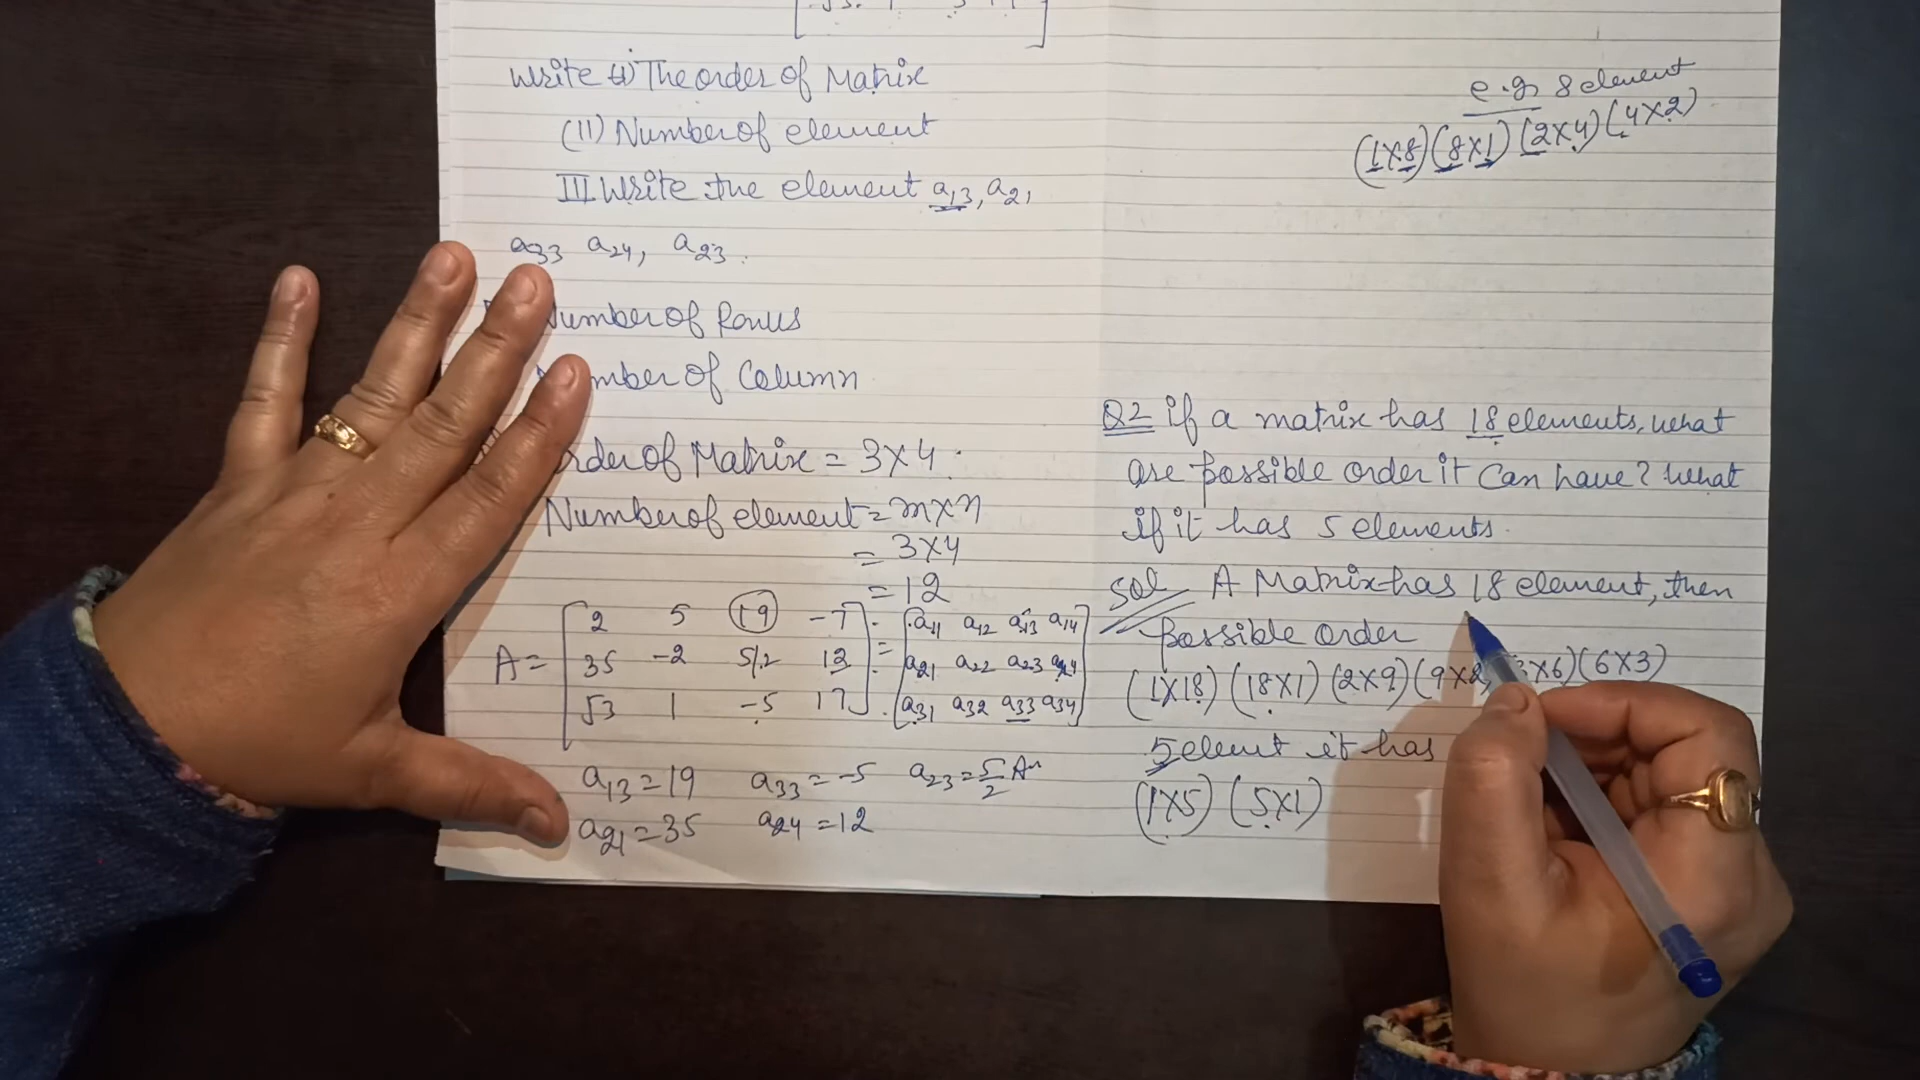 Write (I) The order of Matrix
(II) Number of element
III Write the element a13, a21
a33 a24, a23.
Number of Rows
Number of Column
order of Matrix = 3×4.
Number of element = m×n
= 3×4
= 12
A = [2 5 19 -7
35 -2 5/2 12
√3 1 -5 17] = [a11 a12 a13 a14
a21 a22 a23 a24
a31 a32 a33 a34]
a13 = 19 a33 = -5 a23 = 5/2 Ans
a21 = 35 a24 = 12
e.g. 8 element
(1×8) (8×1) (2×4) (4×2)
Q2 if a matrix has 18 elements, what
are possible order it can have? What
if it has 5 elements.
Sol A Matrix has 18 element, then
possible order
(1×18) (18×1) (2×9) (9×2) 3×6) (6×3)
5 elemt it has
(1×5) (5×1)